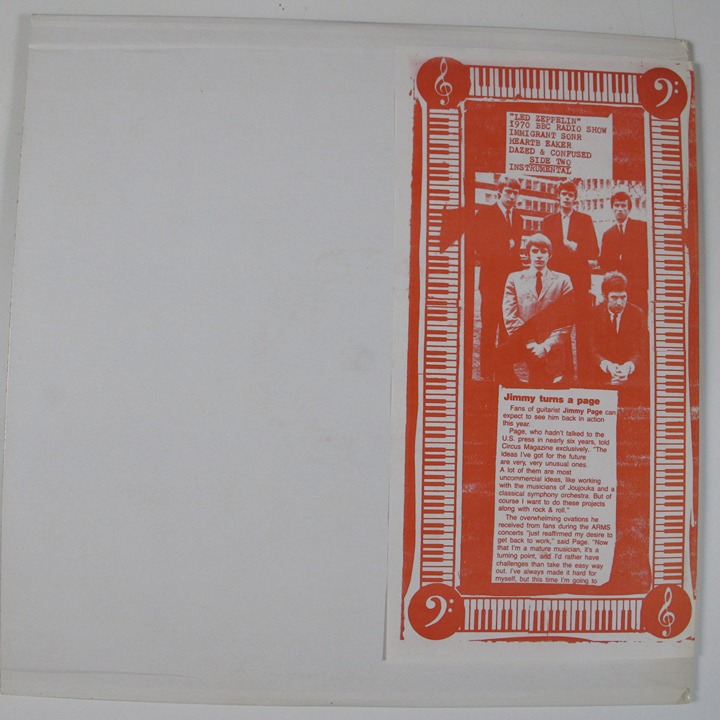 "LED ZEPPELIN"
1970 BBC RADIO SHOW
IMMIGRANT SONR
HEARTB EAKER
DAZED & CONFUSED
SIDE TWO
INSTRUMENTAL
Jimmy turns a page
Fans of guitarist Jimmy Page can
expect to see him back in action
this year.
Page, who hadn't talked to the
U.S. press in nearly six years, told
Circus Magazine exclusively, "The
ideas I've got for the future
are very, very unusual ones.
A lot of them are most
uncommercial ideas, like working
with the musicians of Joujouka and a
classical symphony orchestra. But of
course I want to do these projects
along with rock & roll."
The overwhelming ovations he
received from fans during the ARMS
concerts "just reaffirmed my desire to
get back to work," said Page. "Now
that I'm a mature musician, it's a
turning point, and I'd rather have
challenges than take the easy way
out. I've always made it hard for
myself, but this time I'm going to